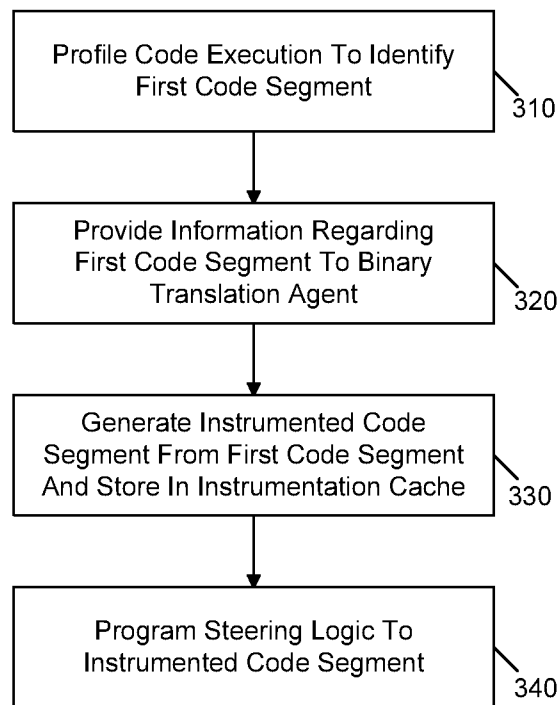 Profile Code Execution To Identify
First Code Segment
310
Provide Information Regarding
First Code Segment To Binary
Translation Agent
320
Generate Instrumented Code
Segment From First Code Segment
And Store In Instrumentation Cache
330
Program Steering Logic To
Instrumented Code Segment
340